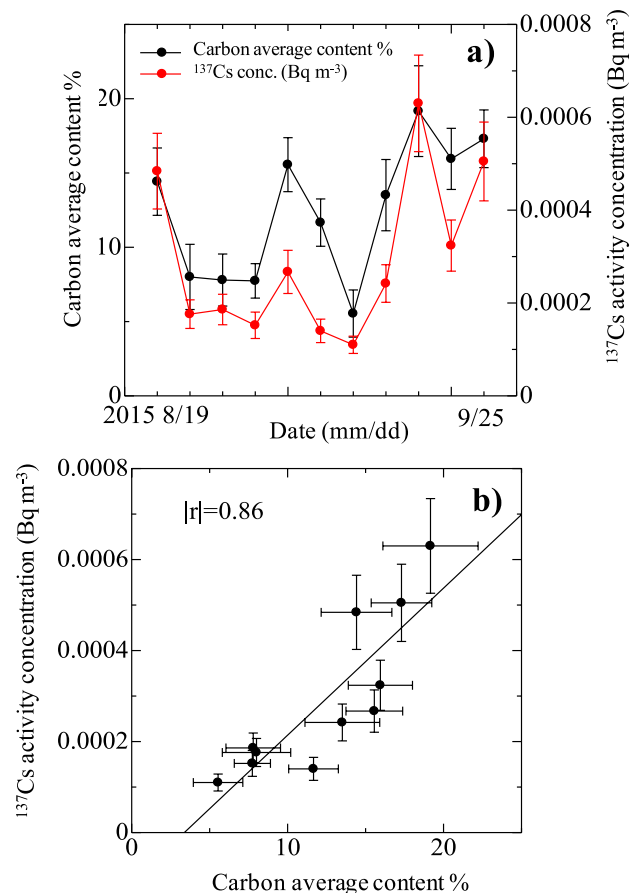 a)
Carbon average content %
¹³⁷Cs conc. (Bq m⁻³)
Carbon average content %
0
10
20
¹³⁷Cs activity concentration (Bq m⁻³)
0
0.0002
0.0004
0.0006
0.0008
2015 8/19
9/25
Date (mm/dd)
b)
|r|=0.86
¹³⁷Cs activity concentration (Bq m⁻³)
0
0.0002
0.0004
0.0006
0.0008
0
10
20
Carbon average content %